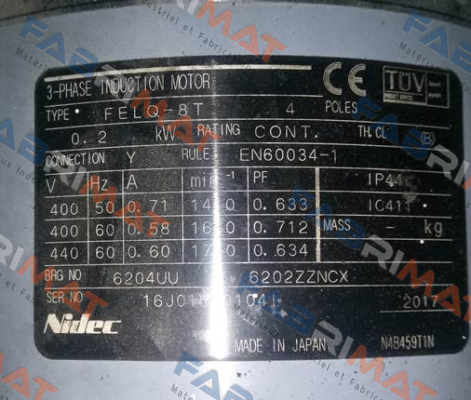 3-PHASE INDUCTION MOTOR
CE TÜV
TYPE FELQ-8T 4 POLES
0.2 kW RATING CONT. TH.CL (B)
CONNECTION Y RULE EN60034-1
V Hz A min-1 PF IP44
400 50 0.71 0.633 IC411
400 60 0.58 0.712 MASS - kg
440 60 0.60 0.634
BRG NO 6204UU 6202ZZNCX
SER NO 2017
Nidec MADE IN JAPAN N4B459T1N
FABRIMAT